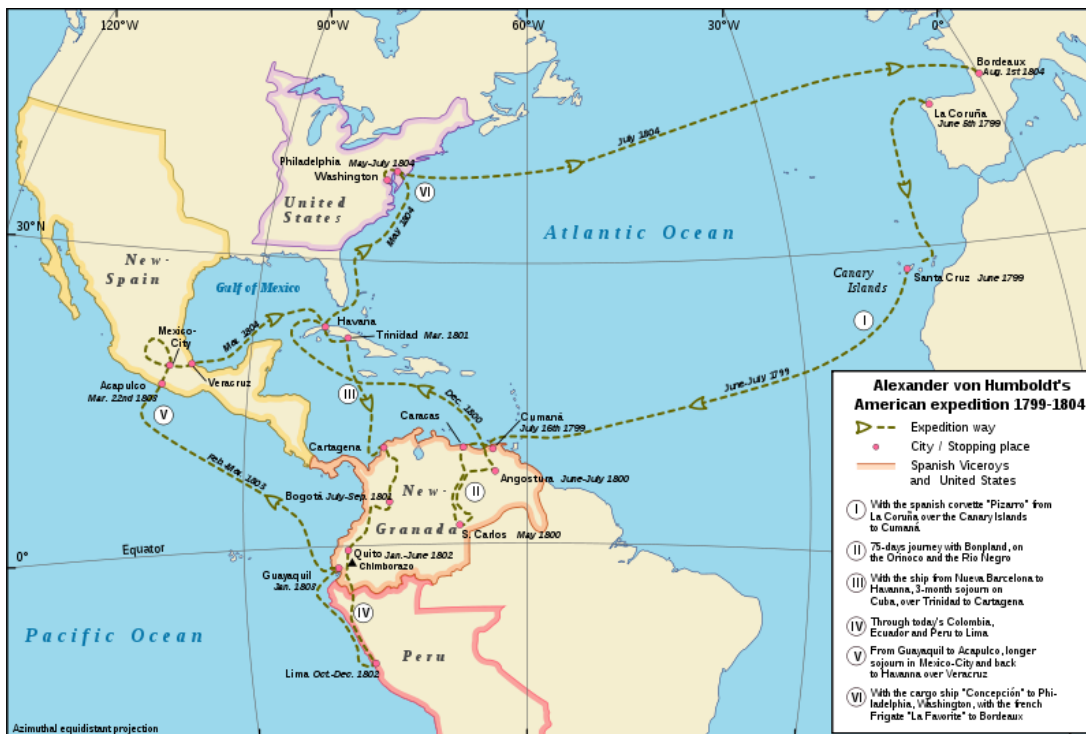 120°W
90°W
60°W
30°W
0°
Bordeaux
Aug. 1st 1804
La Coruña
June 5th 1799
July 1804
Philadelphia May-July 1804
Washington
VI
United
States
May 1804
30°N
Atlantic Ocean
New-
Spain
Gulf of Mexico
Canary
Islands
Santa Cruz June 1799
I
Mexico-
City
Mar. 1804
Havana
Trinidad Mar. 1801
Veracruz
Acapulco
Mar. 22nd 1803
V
III
Dec. 1800
June-July 1799
Caracas
Cumaná
July 16th 1799
Cartagena
Feb-Mar. 1803
II
Angostura June-July 1800
Bogotá July-Sep. 1801
New-
Granada
S. Carlos May 1800
0°
Equator
Quito Jan.-June 1802
Chimborazo
Guayaquil
Jan. 1803
IV
Pacific Ocean
Peru
Lima Oct.-Dec. 1802
Azimuthal equidistant projection
Alexander von Humboldt's
American expedition 1799-1804
Expedition way
City / Stopping place
Spanish Viceroys
and United States
I With the spanish corvette "Pizarro" from
La Coruña over the Canary Islands
to Cumaná
II 75-days journey with Bonpland, on
the Orinoco and the Rio Negro
III With the ship from Nueva Barcelona to
Havanna, 3-month sojourn on
Cuba, over Trinidad to Cartagena
IV Through today's Colombia,
Ecuador and Peru to Lima
V From Guayaquil to Acapulco, longer
sojourn in Mexico-City and back
to Havanna over Veracruz
VI With the cargo ship "Concepción" to Phi-
ladelphia, Washington, with the french
Frigate "La Favorite" to Bordeaux